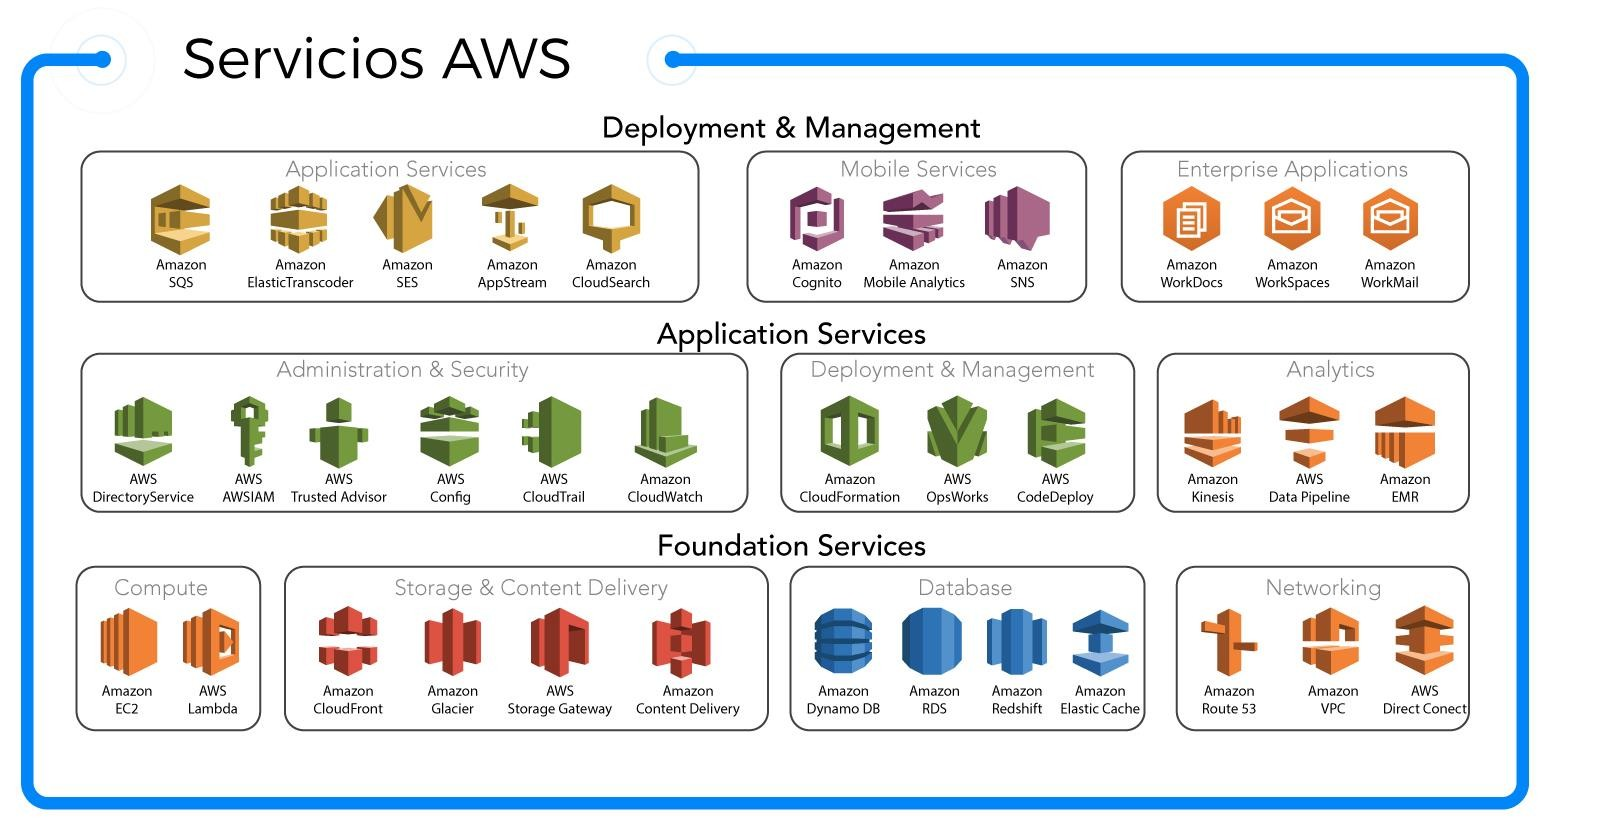 Servicios AWS
Deployment & Management
Application Services
Amazon
SQS
Amazon
ElasticTranscoder
Amazon
SES
Amazon
AppStream
Amazon
CloudSearch
Mobile Services
Amazon
Cognito
Amazon
Mobile Analytics
Amazon
SNS
Enterprise Applications
Amazon
WorkDocs
Amazon
WorkSpaces
Amazon
WorkMail
Application Services
Administration & Security
AWS
DirectoryService
AWS
AWSIAM
AWS
Trusted Advisor
AWS
Config
AWS
CloudTrail
Amazon
CloudWatch
Deployment & Management
Amazon
CloudFormation
AWS
OpsWorks
AWS
CodeDeploy
Analytics
Amazon
Kinesis
AWS
Data Pipeline
Amazon
EMR
Foundation Services
Compute
Amazon
EC2
AWS
Lambda
Storage & Content Delivery
Amazon
CloudFront
Amazon
Glacier
AWS
Storage Gateway
Amazon
Content Delivery
Database
Amazon
Dynamo DB
Amazon
RDS
Amazon
Redshift
Amazon
Elastic Cache
Networking
Amazon
Route 53
Amazon
VPC
AWS
Direct Conect